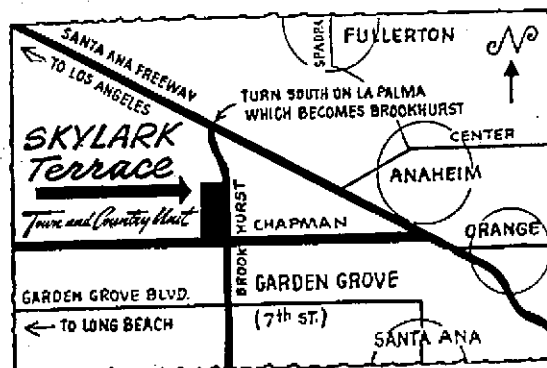 FULLERTON
SPADRA
N
SANTA ANA FREEWAY
TO LOS ANGELES
TURN SOUTH ON LA PALMA
WHICH BECOMES BROOKHURST
SKYLARK
Terrace
Town and Country Unit
CENTER
ANAHEIM
BROOKHURST
CHAPMAN
ORANGE
GARDEN GROVE
GARDEN GROVE BLVD.
(7th ST.)
TO LONG BEACH
SANTA ANA